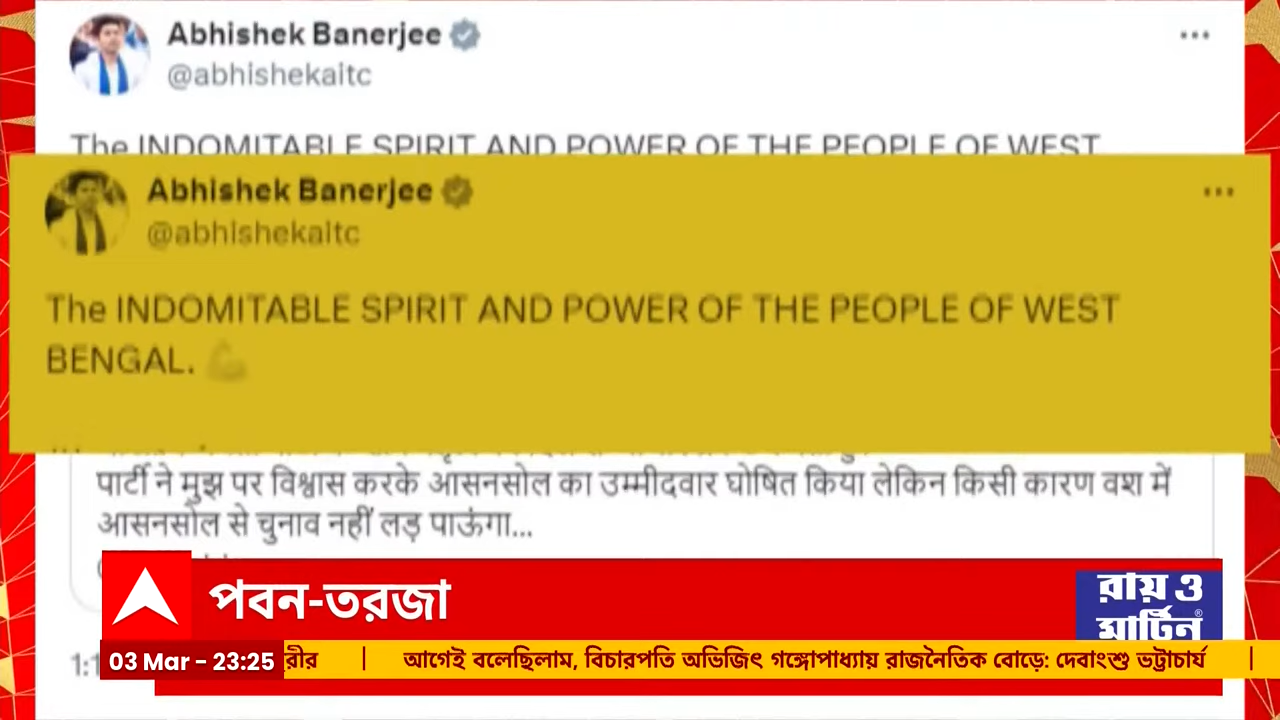 Abhishek Banerjee
@abhishekaitc
The INDOMITABLE SPIRIT AND POWER OF THE PEOPLE OF WEST
Abhishek Banerjee
@abhishekaitc
The INDOMITABLE SPIRIT AND POWER OF THE PEOPLE OF WEST
BENGAL. 💪
पार्टी ने मुझ पर विश्वास करके आसनसोल का उम्मीदवार घोषित किया लेकिन किसी कारण वश में
आसनसोल से चुनाव नहीं लड़ पाऊंगा...
পবন-তরজা
রায় ও
মার্টিন®
03 Mar - 23:25
রীর | আগেই বলেছিলাম, বিচারপতি অভিজিৎ গঙ্গোপাধ্যায় রাজনৈতিক বোড়ে: দেবাংশু ভট্টাচার্য |